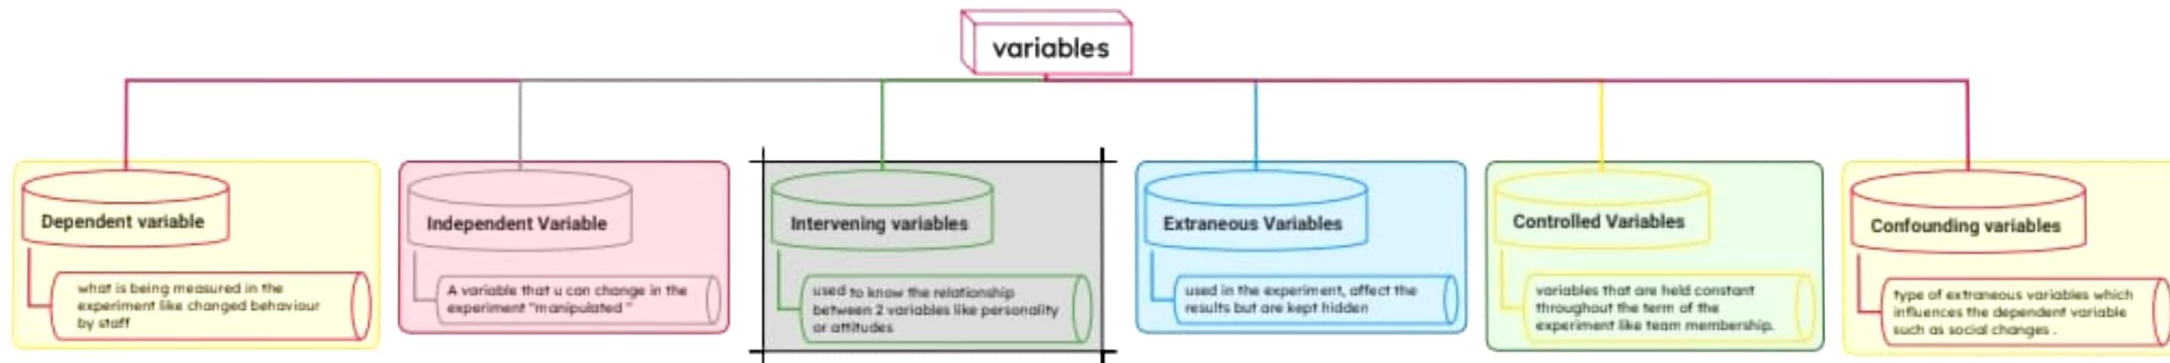 variables
Dependent variable
what is being measured in the
experiment like changed behaviour
by staff
Independent Variable
A variable that u can change in the
experiment "manipulated "
Intervening variables
used to know the relationship
between 2 variables like personality
or attitudes
Extraneous Variables
used in the experiment, affect the
results but are kept hidden
Controlled Variables
variables that are held constant
throughout the term of the
experiment like team membership.
Confounding variables
type of extraneous variables which
influences the dependent variable
such as social changes .